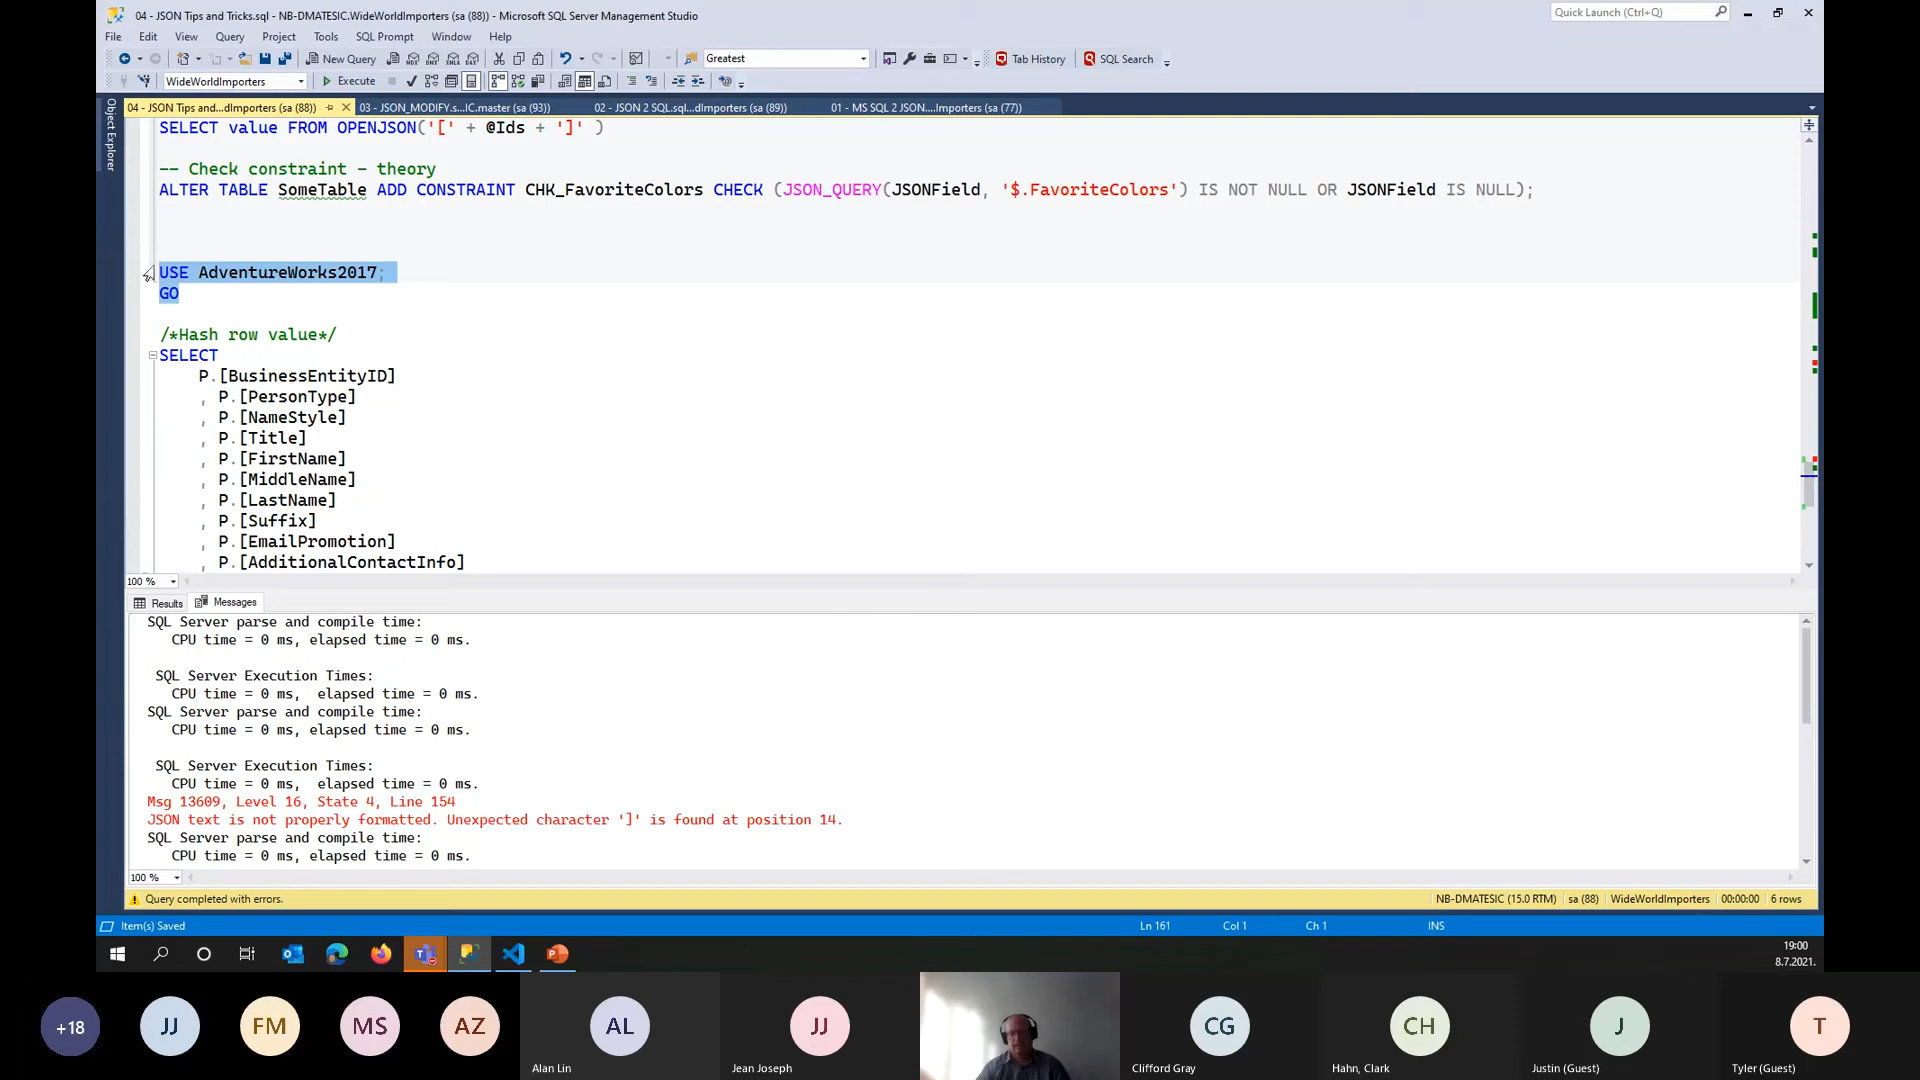 04 - JSON Tips and Tricks.sql - NB-DMATESIC.WideWorldImporters (sa (88)) - Microsoft SQL Server Management Studio
Quick Launch (Ctrl+Q)
File Edit View Query Project Tools SQL Prompt Window Help
New Query Greatest Tab History SQL Search
WideWorldImporters Execute
04 - JSON Tips and...dImporters (sa (88)) 03 - JSON_MODIFY.s...IC.master (sa (93)) 02 - JSON 2 SQL.sql...dImporters (sa (89)) 01 - MS SQL 2 JSON....Importers (sa (77))
Object Explorer
SELECT value FROM OPENJSON('[' + @Ids + ']' )
-- Check constraint - theory
ALTER TABLE SomeTable ADD CONSTRAINT CHK_FavoriteColors CHECK (JSON_QUERY(JSONField, '$.FavoriteColors') IS NOT NULL OR JSONField IS NULL);
USE AdventureWorks2017;
GO
/*Hash row value*/
SELECT
P.[BusinessEntityID]
, P.[PersonType]
, P.[NameStyle]
, P.[Title]
, P.[FirstName]
, P.[MiddleName]
, P.[LastName]
, P.[Suffix]
, P.[EmailPromotion]
, P.[AdditionalContactInfo]
100 %
Results Messages
SQL Server parse and compile time:
CPU time = 0 ms, elapsed time = 0 ms.
SQL Server Execution Times:
CPU time = 0 ms, elapsed time = 0 ms.
SQL Server parse and compile time:
CPU time = 0 ms, elapsed time = 0 ms.
SQL Server Execution Times:
CPU time = 0 ms, elapsed time = 0 ms.
Msg 13609, Level 16, State 4, Line 154
JSON text is not properly formatted. Unexpected character ']' is found at position 14.
SQL Server parse and compile time:
CPU time = 0 ms, elapsed time = 0 ms.
100 %
Query completed with errors. NB-DMATESIC (15.0 RTM) sa (88) WideWorldImporters 00:00:00 6 rows
Item(s) Saved Ln 161 Col 1 Ch 1 INS
19:00
8.7.2021.
+18 JJ FM MS AZ AL JJ CG CH J T
Alan Lin Jean Joseph Clifford Gray Hahn, Clark Justin (Guest) Tyler (Guest)